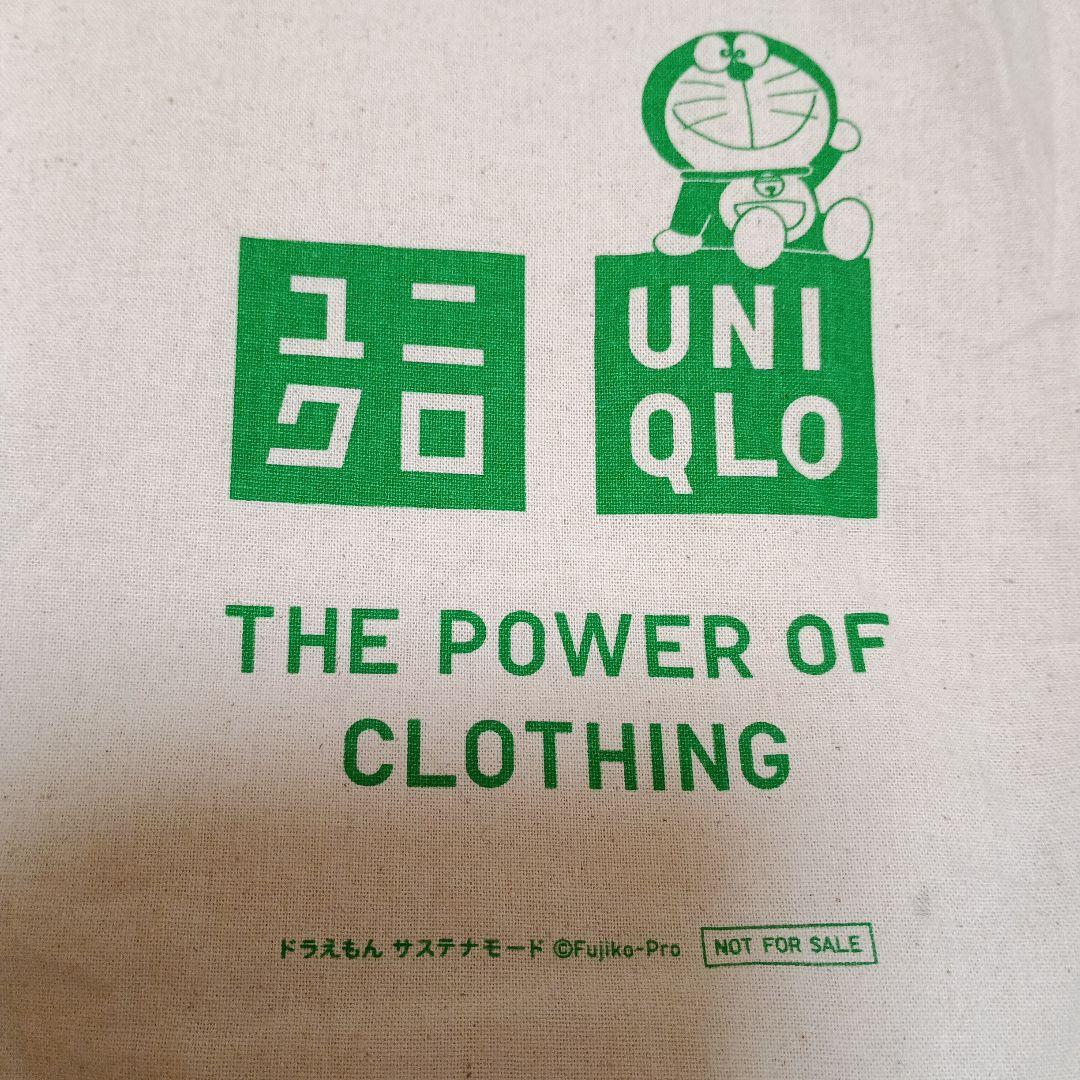 ユニ
クロ
UNI
QLO
THE POWER OF
CLOTHING
ドラえもん サステナモード ©Fujiko-Pro
NOT FOR SALE